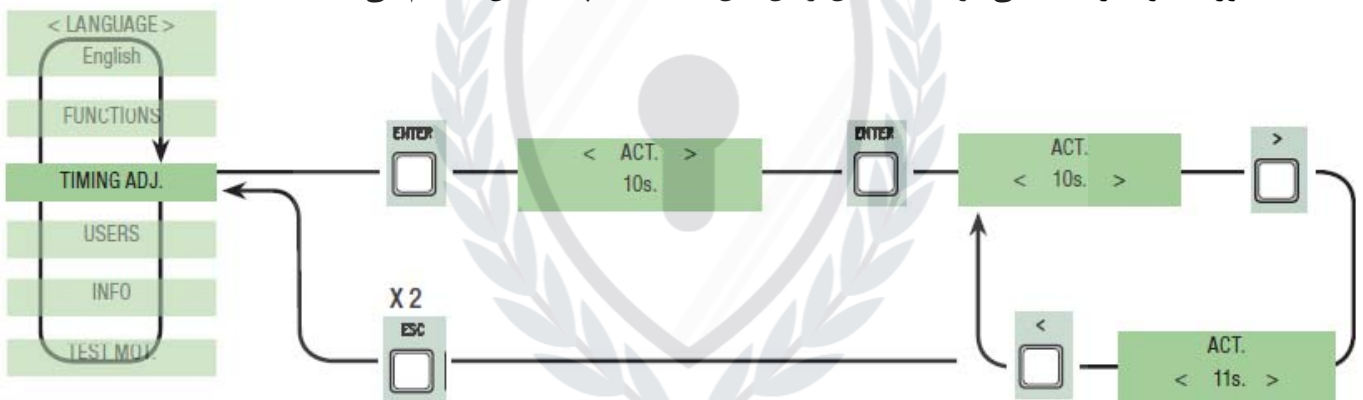 < LANGUAGE >
English
FUNCTIONS
TIMING ADJ.
USERS
INFO
TEST MOT.
ENTER
< ACT. >
10s.
ENTER
ACT.
< 10s. >
>
X 2
ESC
<
ACT.
< 11s. >